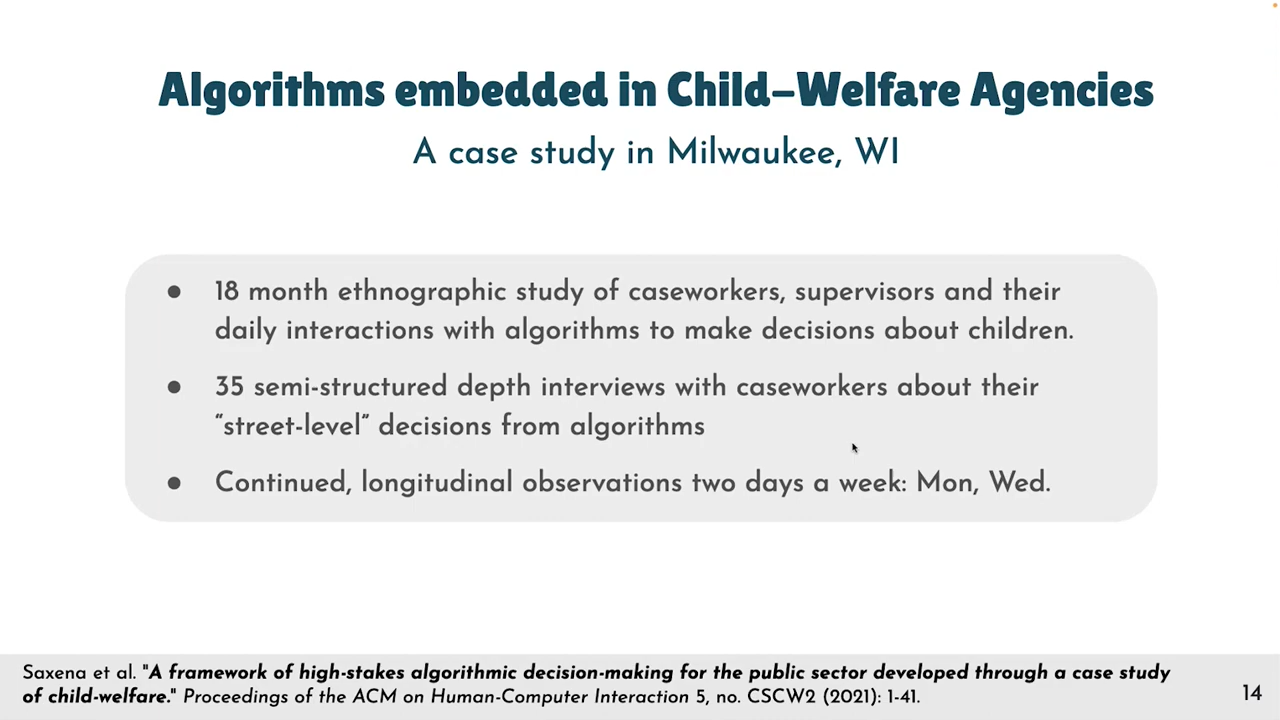 Algorithms embedded in Child-Welfare Agencies
A case study in Milwaukee, WI
● 18 month ethnographic study of caseworkers, supervisors and their
daily interactions with algorithms to make decisions about children.
● 35 semi-structured depth interviews with caseworkers about their
“street-level” decisions from algorithms
● Continued, longitudinal observations two days a week: Mon, Wed.
Saxena et al. "A framework of high-stakes algorithmic decision-making for the public sector developed through a case study
of child-welfare." Proceedings of the ACM on Human-Computer Interaction 5, no. CSCW2 (2021): 1-41.
14